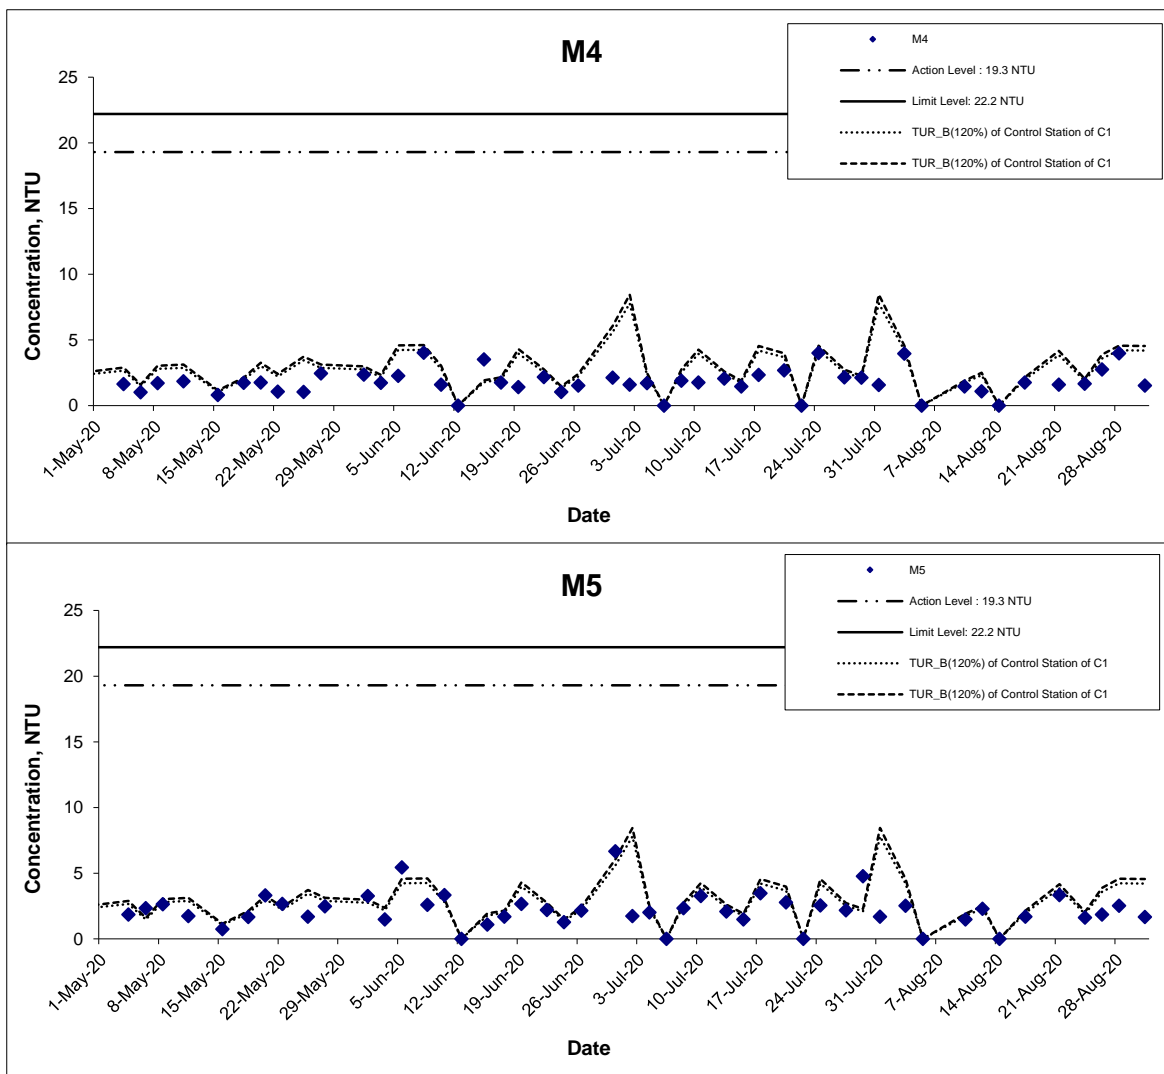 M4
M4
Action Level : 19.3 NTU
Limit Level: 22.2 NTU
TUR_B(120%) of Control Station of C1
TUR_B(120%) of Control Station of C1
Concentration, NTU
25
20
15
10
5
0
1-May-20
8-May-20
15-May-20
22-May-20
29-May-20
5-Jun-20
12-Jun-20
19-Jun-20
26-Jun-20
3-Jul-20
10-Jul-20
17-Jul-20
24-Jul-20
31-Jul-20
7-Aug-20
14-Aug-20
21-Aug-20
28-Aug-20
Date
M5
M5
Action Level : 19.3 NTU
Limit Level: 22.2 NTU
TUR_B(120%) of Control Station of C1
TUR_B(120%) of Control Station of C1
Concentration, NTU
25
20
15
10
5
0
1-May-20
8-May-20
15-May-20
22-May-20
29-May-20
5-Jun-20
12-Jun-20
19-Jun-20
26-Jun-20
3-Jul-20
10-Jul-20
17-Jul-20
24-Jul-20
31-Jul-20
7-Aug-20
14-Aug-20
21-Aug-20
28-Aug-20
Date